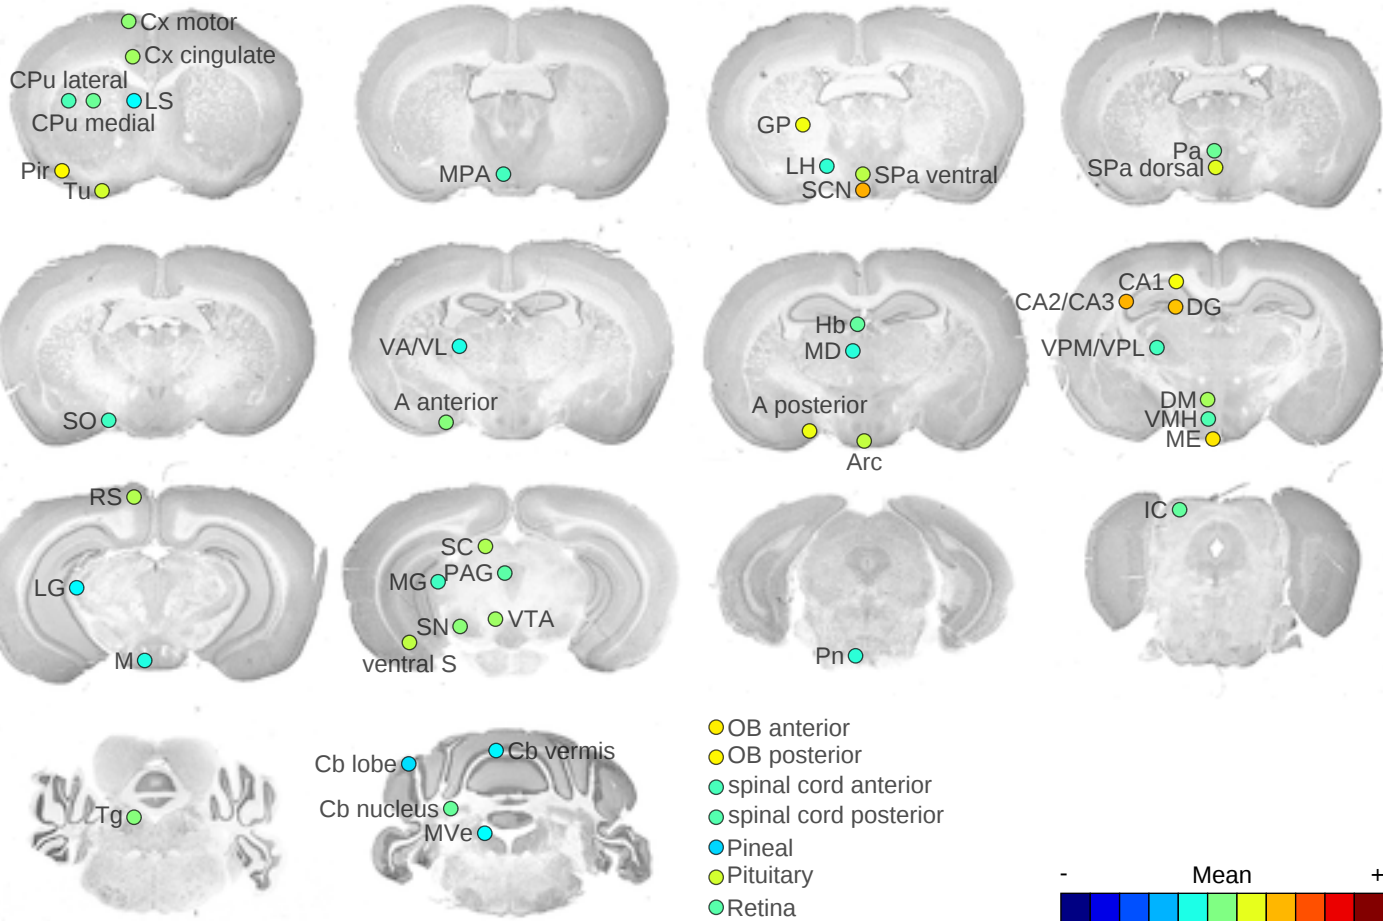 Cx motor
Cx cingulate
CPu lateral
LS
CPu medial
Pir
Tu
MPA
GP
LH
SPa ventral
SCN
Pa
SPa dorsal
SO
VA/VL
A anterior
Hb
MD
A posterior
Arc
CA1
CA2/CA3
DG
VPM/VPL
DM
VMH
ME
RS
LG
M
SC
PAG
MG
VTA
SN
ventral S
Pn
IC
Tg
Cb lobe
Cb vermis
Cb nucleus
MVe
OB anterior
OB posterior
spinal cord anterior
spinal cord posterior
Pineal
Pituitary
Retina
- Mean +